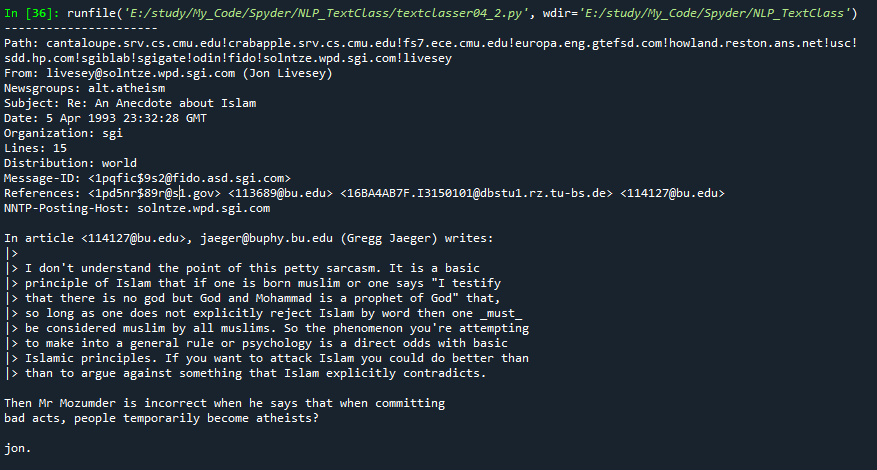 In [36]: runfile('E:/study/My_Code/Spyder/NLP_TextClass/textclasser04_2.py', wdir='E:/study/My_Code/Spyder/NLP_TextClass')
---------------------
Path: cantaloupe.srv.cs.cmu.edu!crabapple.srv.cs.cmu.edu!fs7.ece.cmu.edu!europa.eng.gtefsd.com!howland.reston.ans.net!usc!
sdd.hp.com!sgiblab!sgigate!odin!fido!solntze.wpd.sgi.com!livesey
From: livesey@solntze.wpd.sgi.com (Jon Livesey)
Newsgroups: alt.atheism
Subject: Re: An Anecdote about Islam
Date: 5 Apr 1993 23:32:28 GMT
Organization: sgi
Lines: 15
Distribution: world
Message-ID: <1pqfic$9s2@fido.asd.sgi.com>
References: <1pd5nr$89r@s1.gov> <113689@bu.edu> <16BA4AB7F.I3150101@dbstu1.rz.tu-bs.de> <114127@bu.edu>
NNTP-Posting-Host: solntze.wpd.sgi.com

In article <114127@bu.edu>, jaeger@buphy.bu.edu (Gregg Jaeger) writes:
|>
|> I don't understand the point of this petty sarcasm. It is a basic
|> principle of Islam that if one is born muslim or one says "I testify
|> that there is no god but God and Mohammad is a prophet of God" that,
|> so long as one does not explicitly reject Islam by word then one _must_
|> be considered muslim by all muslims. So the phenomenon you're attempting
|> to make into a general rule or psychology is a direct odds with basic
|> Islamic principles. If you want to attack Islam you could do better than
|> than to argue against something that Islam explicitly contradicts.

Then Mr Mozumder is incorrect when he says that when committing
bad acts, people temporarily become atheists?

jon.